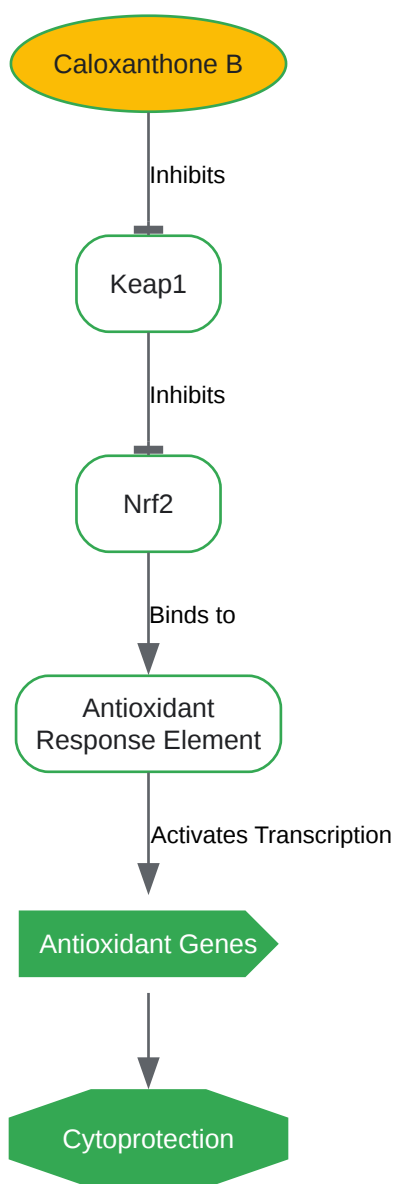 Caloxanthone B
Inhibits
Keap1
Inhibits
Nrf2
Binds to
Antioxidant
Response Element
Activates Transcription
Antioxidant Genes
Cytoprotection